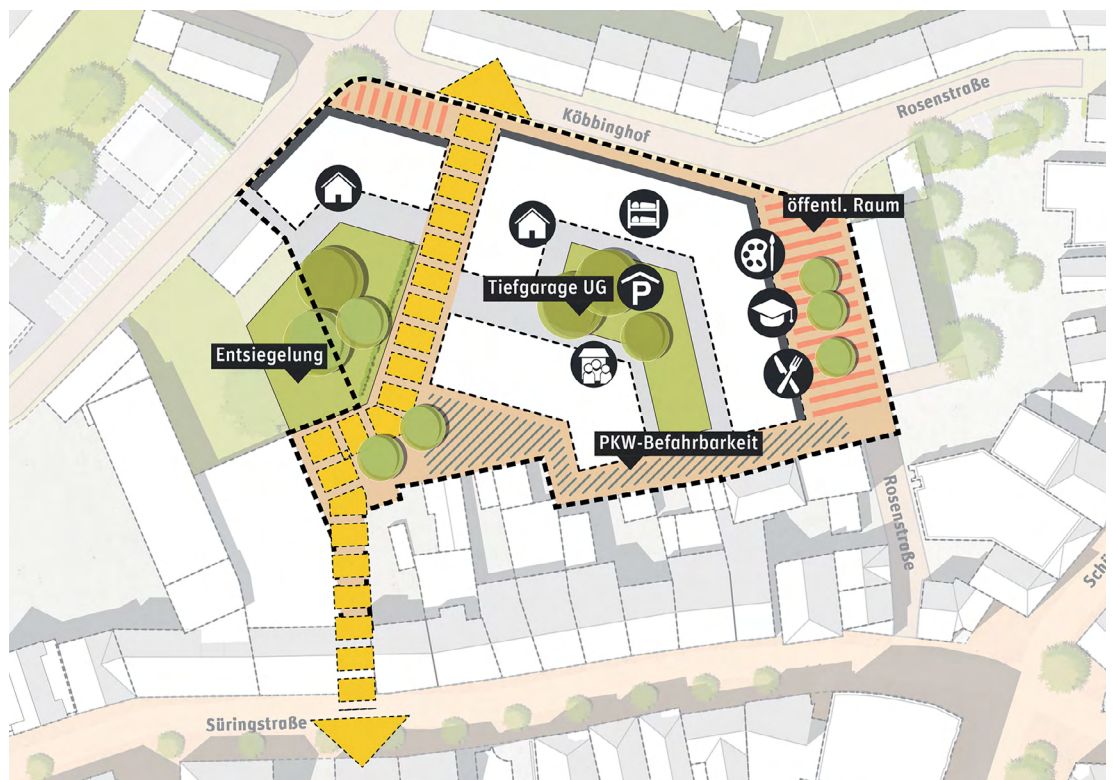 Köbbinghof
Rosenstraße
öffentl. Raum
Tiefgarage UG
P
Entsiegelung
PKW-Befahrbarkeit
Rosenstraße
Süringstraße